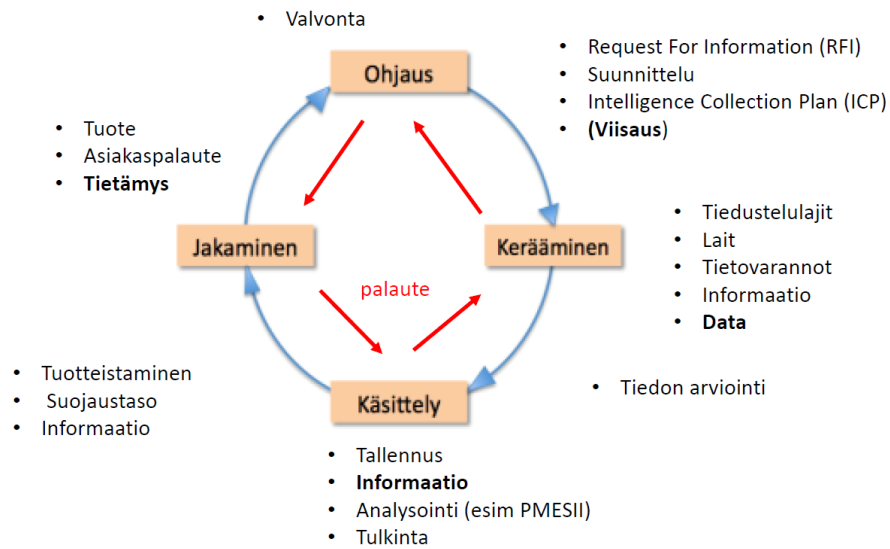 • Valvonta
Ohjaus
• Request For Information (RFI)
• Suunnittelu
• Intelligence Collection Plan (ICP)
• (Viisaus)
• Tuote
• Asiakaspalaute
• Tietämys
Jakaminen
Kerääminen
• Tiedustelulajit
• Lait
• Tietovarannot
• Informaatio
• Data
palaute
• Tuotteistaminen
• Suojaustaso
• Informaatio
Käsittely
• Tiedon arviointi
• Tallennus
• Informaatio
• Analysointi (esim PMESII)
• Tulkinta